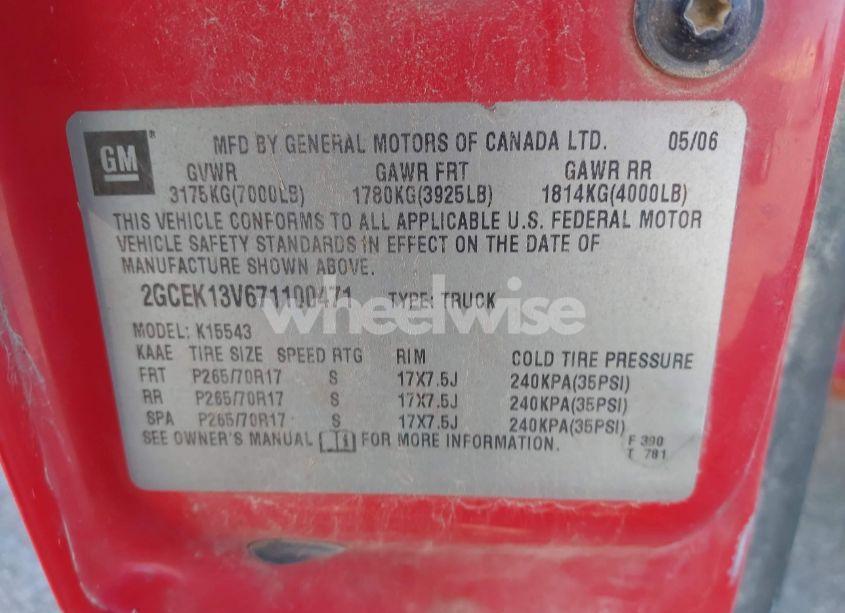 GM ® MFD BY GENERAL MOTORS OF CANADA LTD. 05/06
GVWR GAWR FRT GAWR RR
3175KG(7000LB) 1780KG(3925LB) 1814KG(4000LB)
THIS VEHICLE CONFORMS TO ALL APPLICABLE U.S. FEDERAL MOTOR
VEHICLE SAFETY STANDARDS IN EFFECT ON THE DATE OF
MANUFACTURE SHOWN ABOVE.
2GCEK13V671100471 TYPE: TRUCK
wheelwise
MODEL: K15543
KAAE TIRE SIZE SPEED RTG RIM COLD TIRE PRESSURE
FRT P265/70R17 S 17X7.5J 240KPA(35PSI)
RR P265/70R17 S 17X7.5J 240KPA(35PSI)
SPA P265/70R17 S 17X7.5J 240KPA(35PSI)
SEE OWNER'S MANUAL FOR MORE INFORMATION.
F 390
T 781